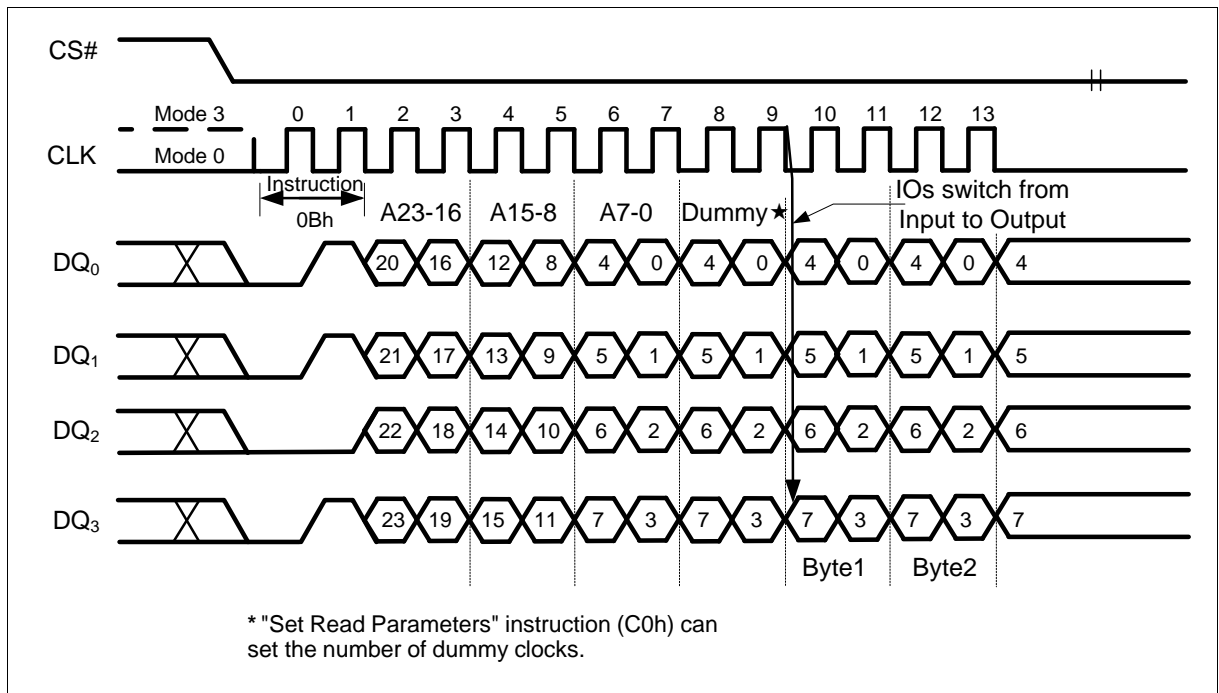 CS#
Mode 3
0 1 2 3 4 5 6 7 8 9 10 11 12 13
CLK
Mode 0
Instruction
0Bh
A23-16 A15-8 A7-0 Dummy★
IOs switch from
Input to Output
DQ0 20 16 12 8 4 0 4 0 4 0 4 0 4
DQ1 21 17 13 9 5 1 5 1 5 1 5 1 5
DQ2 22 18 14 10 6 2 6 2 6 2 6 2 6
DQ3 23 19 15 11 7 3 7 3 7 3 7 3 7
Byte1 Byte2
* "Set Read Parameters" instruction (C0h) can
set the number of dummy clocks.